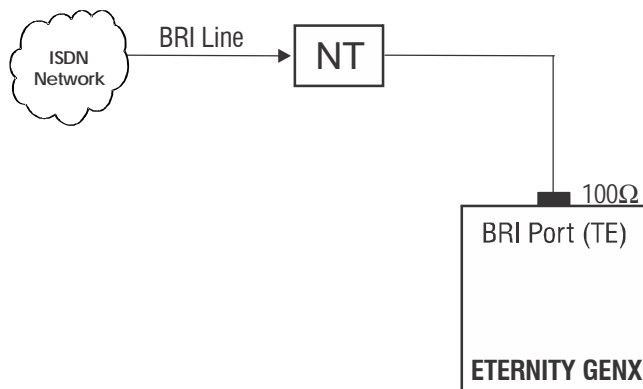 BRI Line
ISDN
Network
NT
100Ω
BRI Port (TE)
ETERNITY GENX